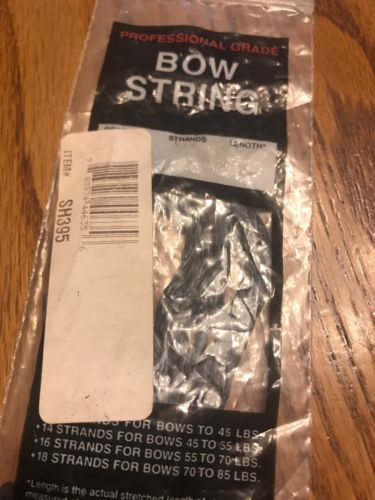 PROFESSIONAL GRADE
BOW
STRING
STRANDS LENGTH*
ITEM# SH395
STRANDS FOR BOWS TO 45 LBS.
•14 STRANDS FOR BOWS 45 TO 55 LBS.
•16 STRANDS FOR BOWS 55 TO 70 LBS.
•18 STRANDS FOR BOWS 70 TO 85 LBS.
*Length is the actual stretched length of
measured